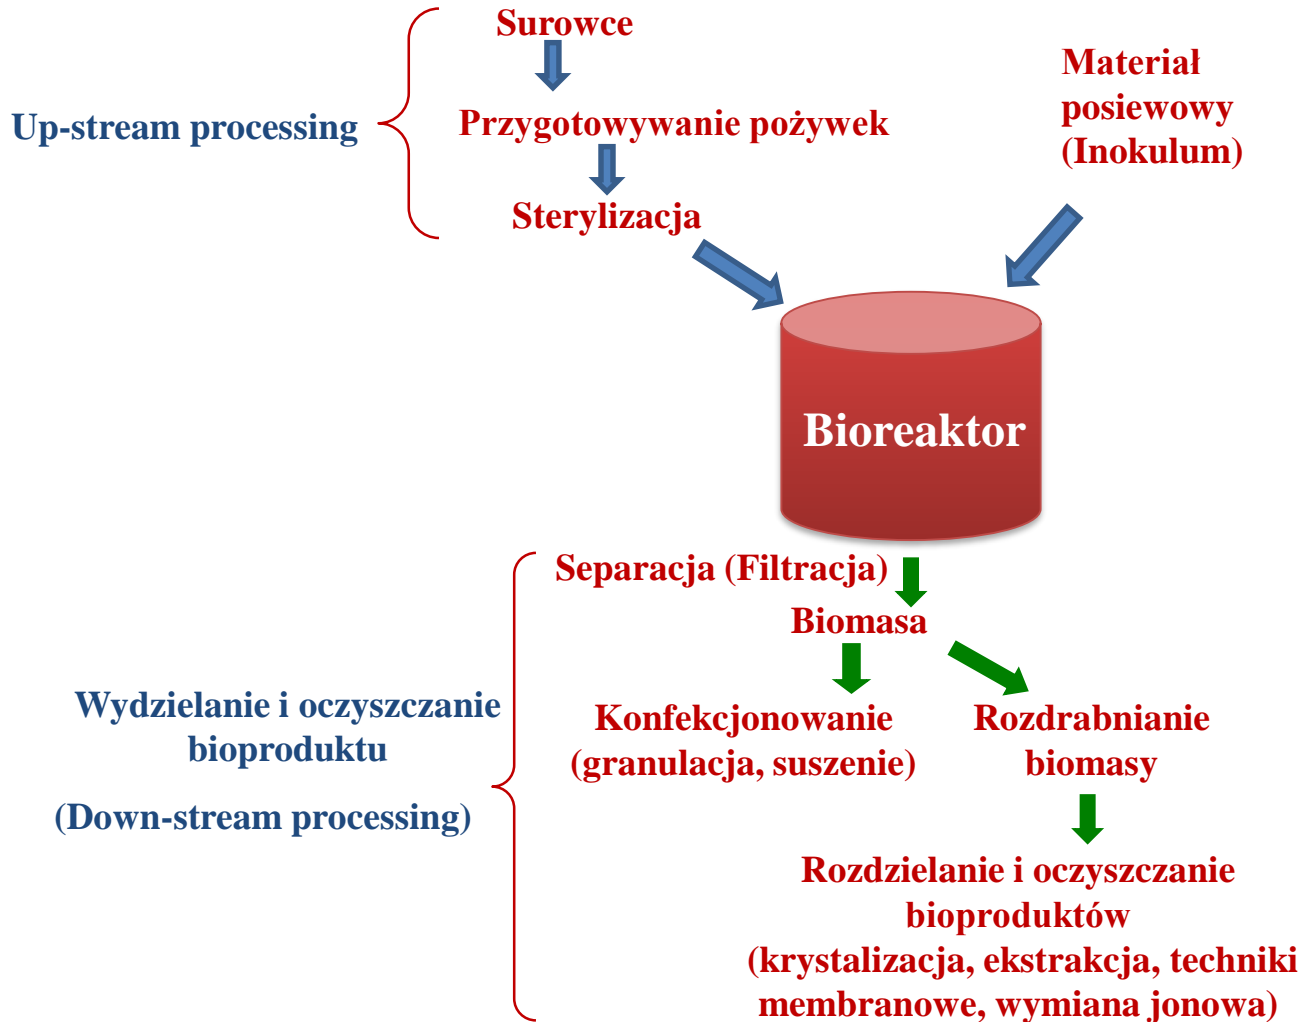 Surowce
Materiał
posiewowy
(Inokulum)
Up-stream processing
Przygotowywanie pożywek
Sterylizacja
Bioreaktor
Separacja (Filtracja)
Biomasa
Wydzielanie i oczyszczanie
bioproduktu
(Down-stream processing)
Konfekcjonowanie
(granulacja, suszenie)
Rozdrabnianie
biomasy
Rozdzielanie i oczyszczanie
bioproduktów
(krystalizacja, ekstrakcja, techniki
membranowe, wymiana jonowa)